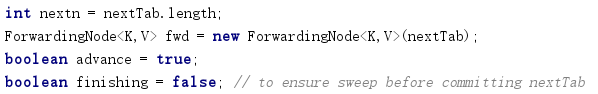 int nextn = nextTab.length;
ForwardingNode<K,V> fwd = new ForwardingNode<K,V>(nextTab);
boolean advance = true;
boolean finishing = false; // to ensure sweep before committing nextTab